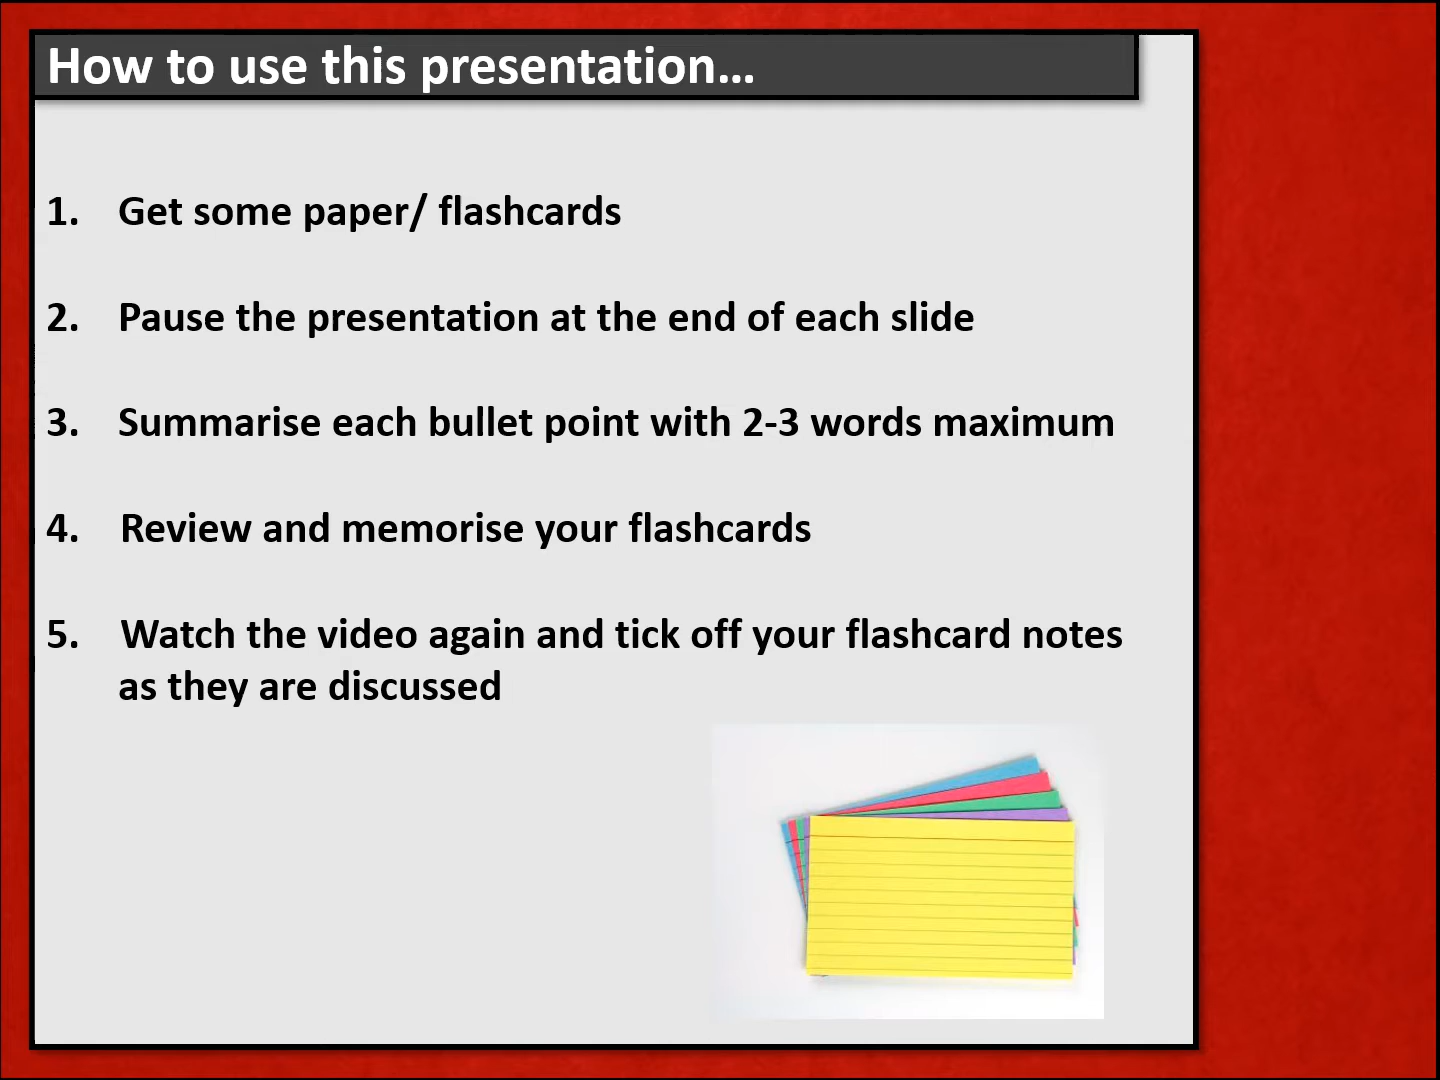 How to use this presentation...
1. Get some paper/ flashcards
2. Pause the presentation at the end of each slide
3. Summarise each bullet point with 2-3 words maximum
4. Review and memorise your flashcards
5. Watch the video again and tick off your flashcard notes
as they are discussed